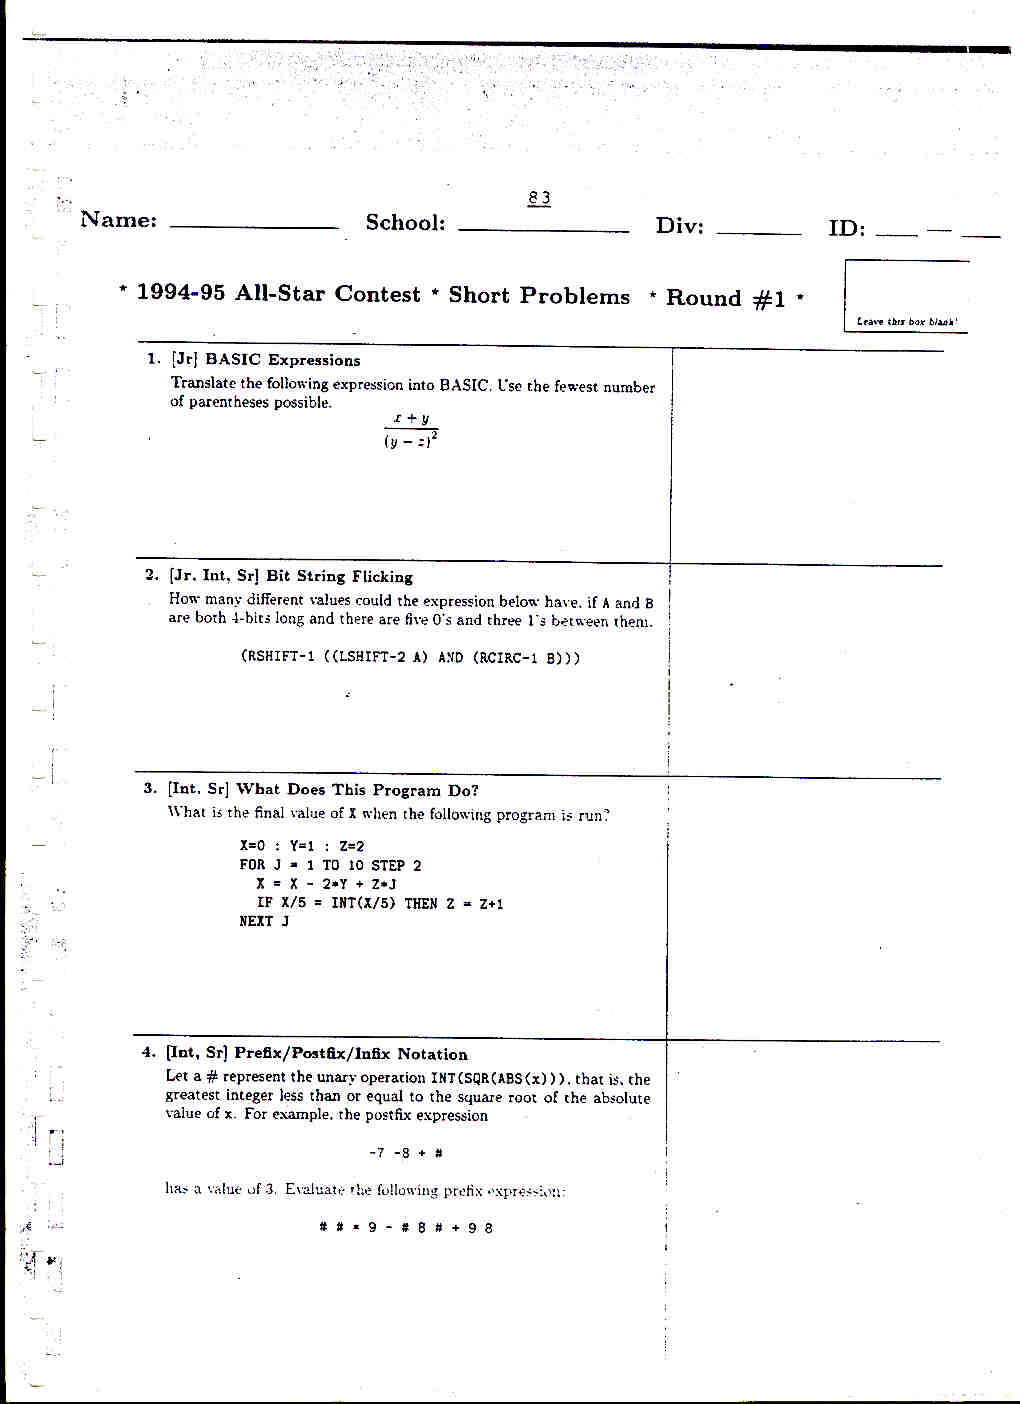 83
Name: School: Div: ID:
* 1994-95 All-Star Contest * Short Problems * Round #1 *
Leave this box blank!
1. [Jr] BASIC Expressions
Translate the following expression into BASIC. Use the fewest number
of parentheses possible.
x + y
(y − z)²
2. [Jr. Int, Sr] Bit String Flicking
How many different values could the expression below have, if A and B
are both 4-bits long and there are five 0's and three 1's between them.
(RSHIFT-1 ((LSHIFT-2 A) AND (RCIRC-1 B)))
3. [Int. Sr] What Does This Program Do?
What is the final value of X when the following program is run?
X=0 : Y=1 : Z=2
FOR J = 1 TO 10 STEP 2
X = X - 2*Y + Z*J
IF X/5 = INT(X/5) THEN Z = Z+1
NEXT J
4. [Int, Sr] Prefix/Postfix/Infix Notation
Let a # represent the unary operation INT(SQR(ABS(x))), that is, the
greatest integer less than or equal to the square root of the absolute
value of x. For example, the postfix expression
-7 -8 + #
has a value of 3. Evaluate the following prefix expression:
# # * 9 - # 8 # + 9 8